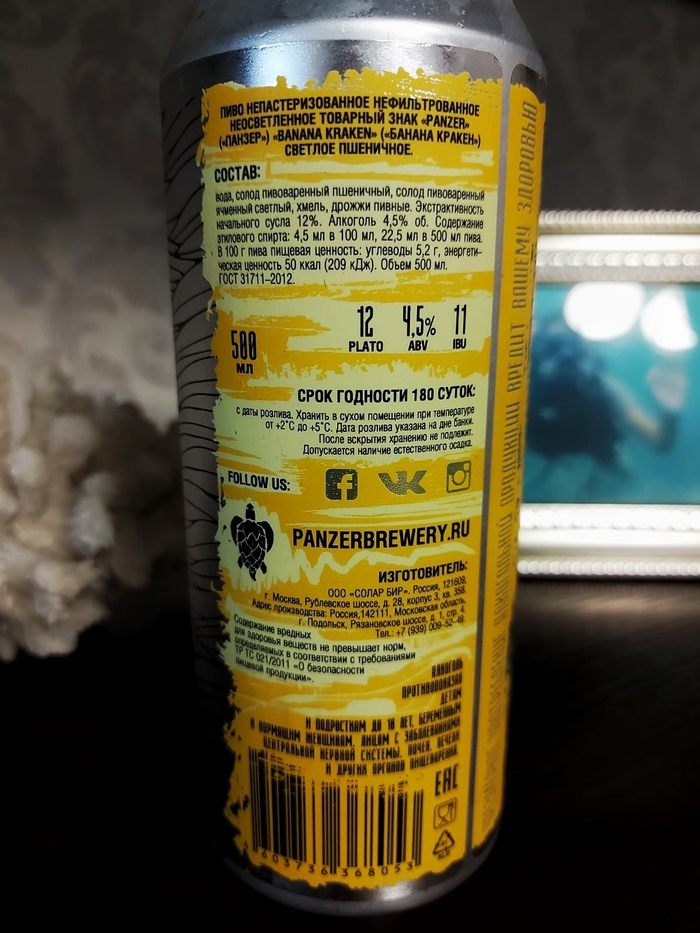 ПИВО НЕПАСТЕРИЗОВАННОЕ НЕФИЛЬТРОВАННОЕ
НЕОСВЕТЛЕННОЕ ТОВАРНЫЙ ЗНАК «PANZER»
(«ПАНЗЕР») «BANANA KRAKEN» («БАНАНА КРАКЕН»)
СВЕТЛОЕ ПШЕНИЧНОЕ.
СОСТАВ:
вода, солод пивоваренный пшеничный, солод пивоваренный
ячменный светлый, хмель, дрожжи пивные. Экстрактивность
начального сусла 12%. Алкоголь 4,5% об. Содержание
этилового спирта: 4,5 мл в 100 мл, 22,5 мл в 500 мл пива.
В 100 г пива пищевая ценность: углеводы 5,2 г, энергети-
ческая ценность 50 ккал (209 кДж). Объем 500 мл.
ГОСТ 31711–2012.
500 МЛ
12 PLATO
4,5% ABV
11 IBU
СРОК ГОДНОСТИ 180 СУТОК:
с даты розлива. Хранить в сухом помещении при температуре
от +2˚С до +5˚С. Дата розлива указана на дне банки.
После вскрытия хранению не подлежит.
Допускается наличие естественного осадка.
FOLLOW US:
PANZERBREWERY.RU
ИЗГОТОВИТЕЛЬ:
ООО «СОЛАР БИР». Россия, 121609,
г. Москва, Рублевское шоссе, д. 28, корпус 3, кв. 358.
Адрес производства: Россия,142111, Московская область,
г. Подольск, Рязановское шоссе, д. 1, стр. 4.
Тел.: +7 (939) 009-52-49.
Содержание вредных
для здоровья веществ не превышает норм,
определяемых в соответствии с требованиями
ТР ТС 021/2011 «О безопасности
пищевой продукции».
АЛКОГОЛЬ
ПРОТИВОПОКАЗАН
ДЕТЯМ
И ПОДРОСТКАМ ДО 18 ЛЕТ, БЕРЕМЕННЫМ
И КОРМЯЩИМ ЖЕНЩИНАМ, ЛИЦАМ С ЗАБОЛЕВАНИЯМИ
ЦЕНТРАЛЬНОЙ НЕРВНОЙ СИСТЕМЫ, ПОЧЕК, ПЕЧЕНИ
И ДРУГИХ ОРГАНОВ ПИЩЕВАРЕНИЯ.
EAC
4 603736 368053
41
ALU
ПРОДУКЦИИ ВРЕДИТ ВАШЕМУ ЗДОРОВЬЮ